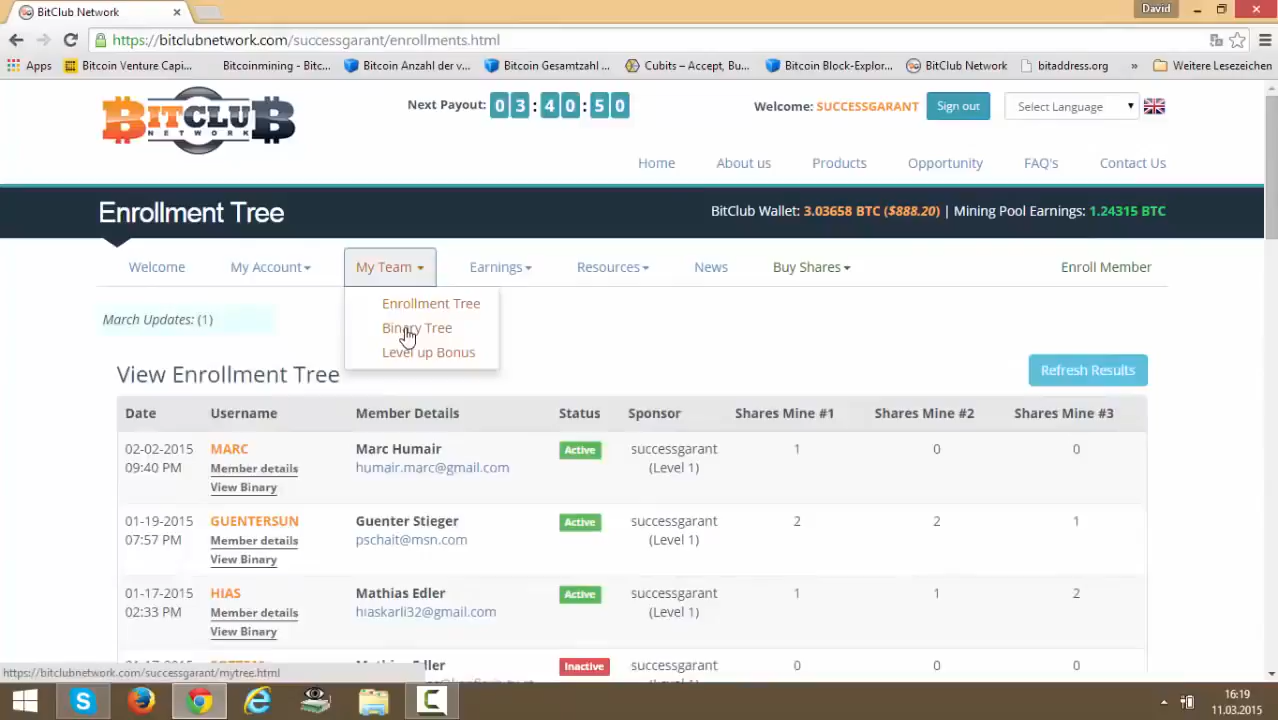 BitClub Network
David
https://bitclubnetwork.com/successgarant/enrollments.html
Apps Bitcoin Venture Capi... Bitcoinmining - Bitc... Bitcoin Anzahl der v... Bitcoin Gesamtzahl ... Cubits – Accept, Bu... Bitcoin Block-Explor... BitClub Network bitaddress.org » Weitere Lesezeichen
BITCLUB
NETWORK
Next Payout: 03:40:50
Welcome: SUCCESSGARANT Sign out Select Language
Home About us Products Opportunity FAQ's Contact Us
Enrollment Tree
BitClub Wallet: 3.03658 BTC ($888.20) | Mining Pool Earnings: 1.24315 BTC
Welcome My Account My Team Earnings Resources News Buy Shares Enroll Member
Enrollment Tree
Binary Tree
Level up Bonus
March Updates: (1)
View Enrollment Tree
Refresh Results
Date Username Member Details Status Sponsor Shares Mine #1 Shares Mine #2 Shares Mine #3
02-02-2015 MARC Marc Humair Active successgarant 1 0 0
09:40 PM Member details humair.marc@gmail.com (Level 1)
View Binary
01-19-2015 GUENTERSUN Guenter Stieger Active successgarant 2 2 1
07:57 PM Member details pschait@msn.com (Level 1)
View Binary
01-17-2015 HIAS Mathias Edler Active successgarant 1 1 2
02:33 PM Member details hiaskarli32@gmail.com (Level 1)
View Binary
Inactive successgarant 0 0 0
(Level 1)
https://bitclubnetwork.com/successgarant/mytree.html
16:19
11.03.2015